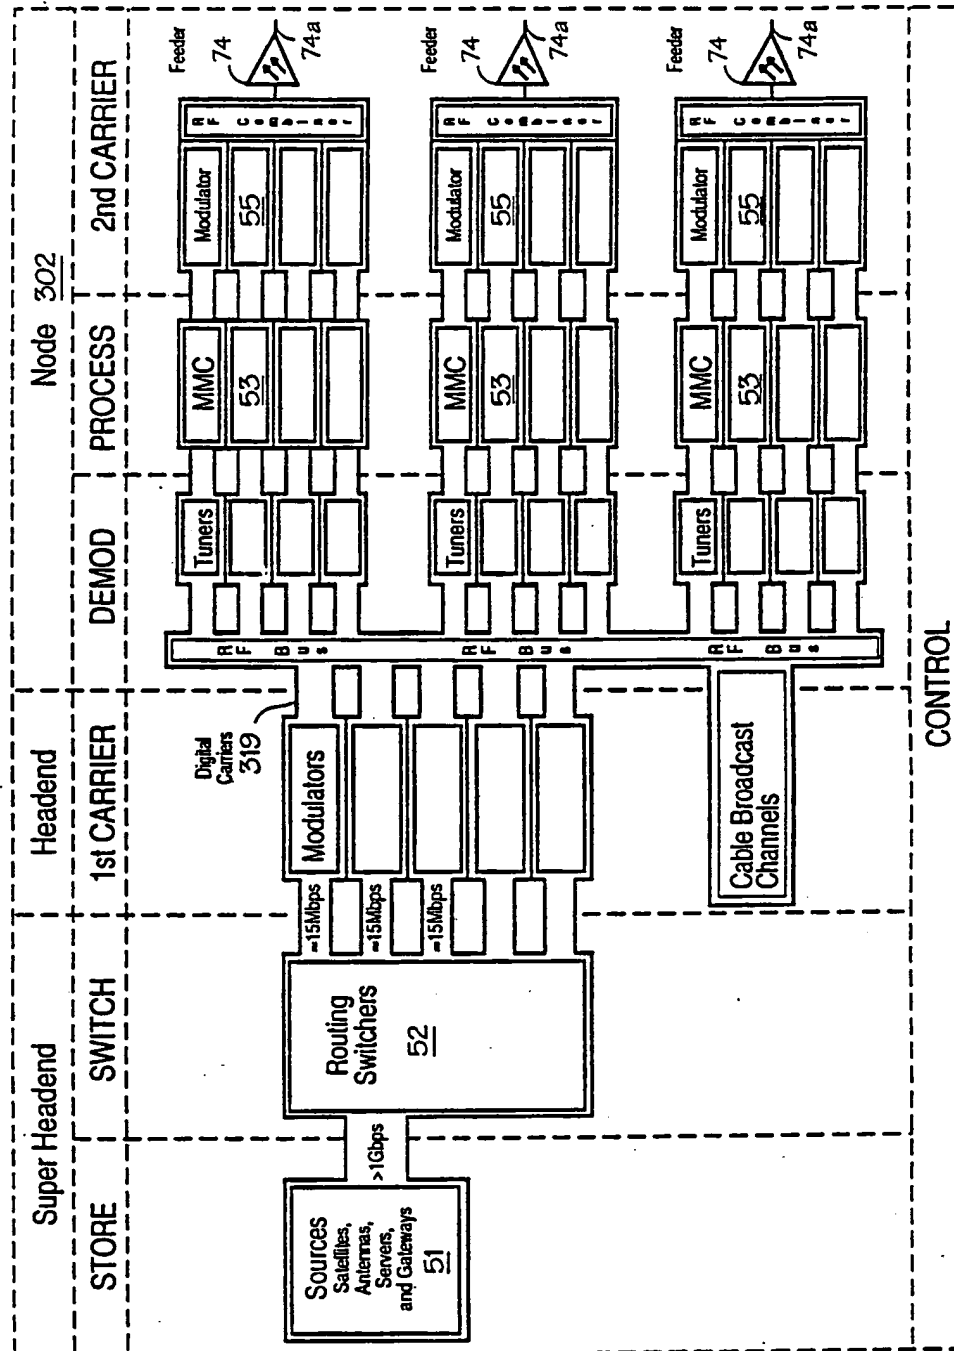 Super Headend
Headend
Node 302
STORE
SWITCH
1st CARRIER
DEMOD
PROCESS
2nd CARRIER
Sources
Satellites,
Antennas,
Servers,
and Gateways
51
>1Gbps
Routing
Switchers
52
≈15Mbps
≈15Mbps
≈15Mbps
Modulators
Digital
Carriers
319
Cable Broadcast
Channels
RF Bus
RF Bus
RF Bus
Tuners
MMC
53
Modulator
55
RF Combiner
Feeder
74
74a
Tuners
MMC
53
Modulator
55
RF Combiner
Feeder
74
74a
Tuners
MMC
53
Modulator
55
RF Combiner
Feeder
74
74a
CONTROL